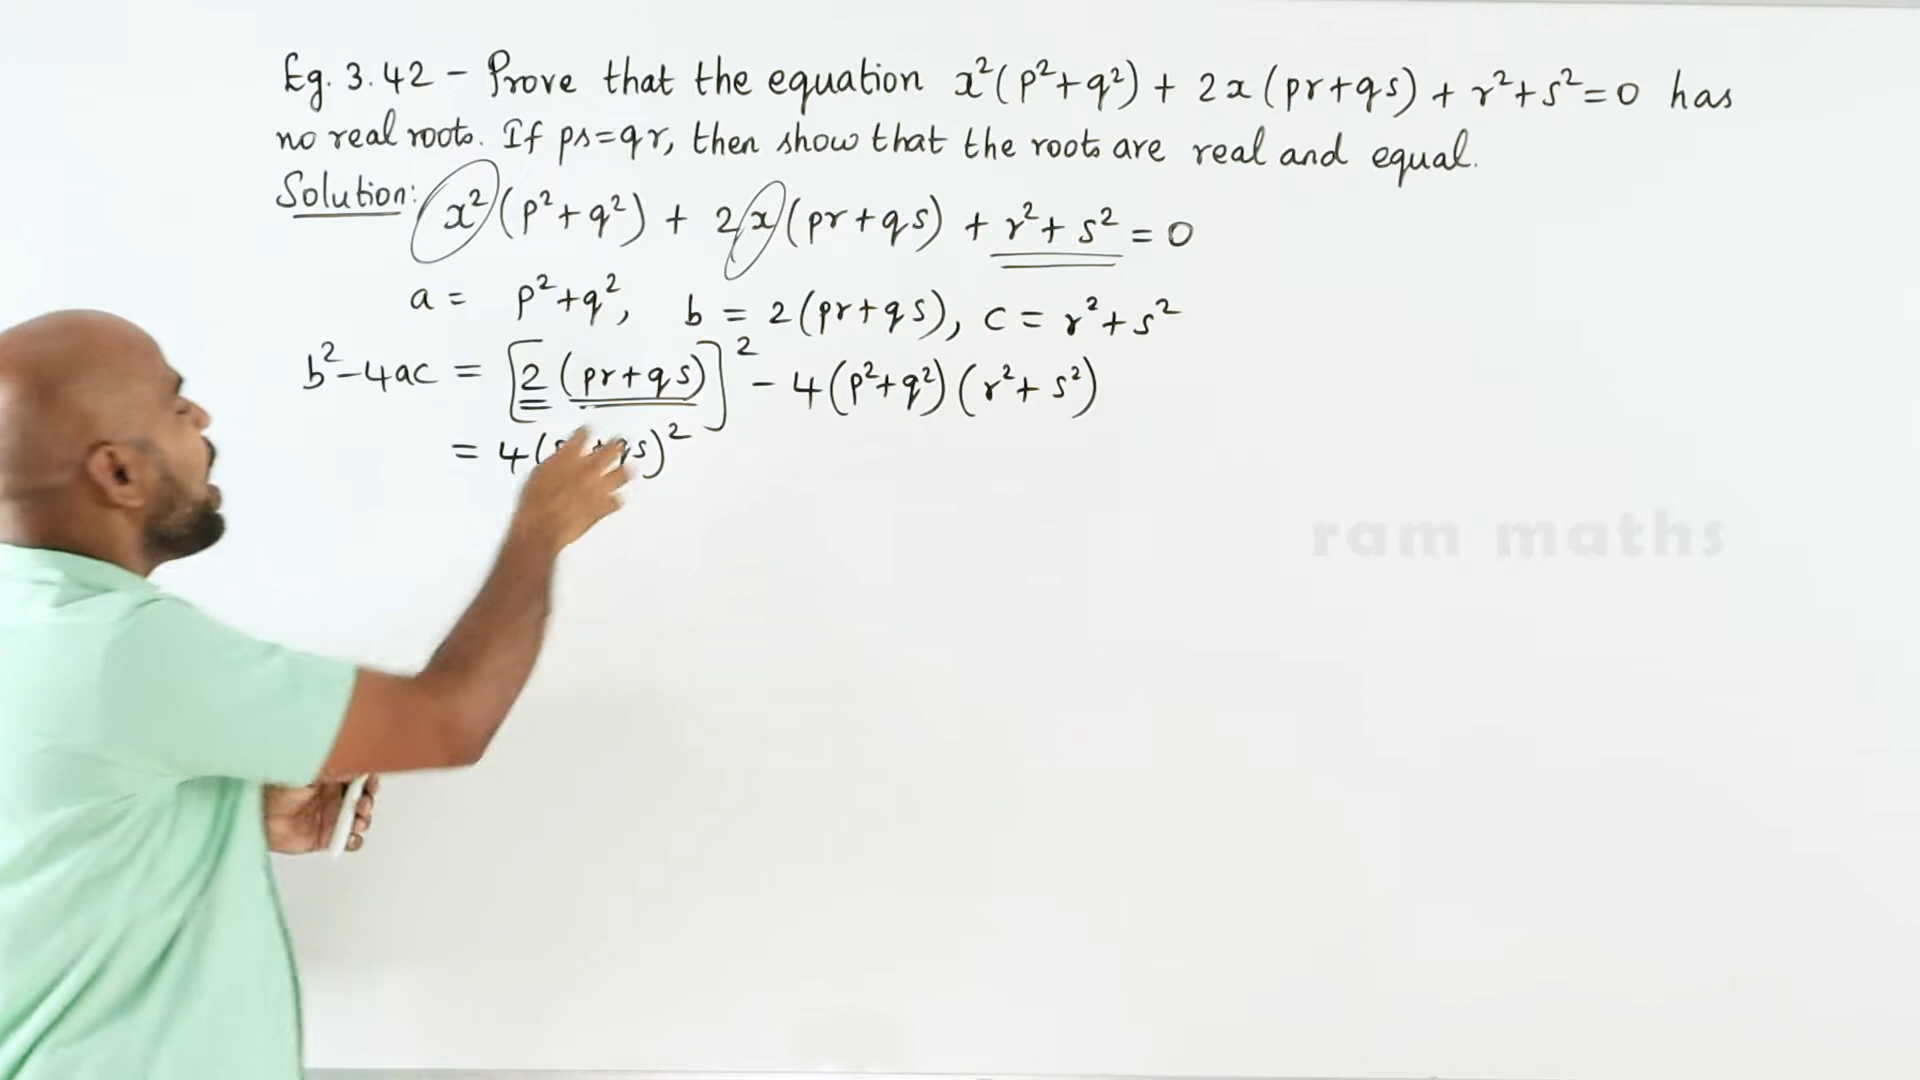 Eg. 3.42 - Prove that the equation x²(p²+q²) + 2x(pr+qs) + r²+s²=0 has
no real roots. If ps=qr, then show that the roots are real and equal.
Solution: x²(p²+q²) + 2x(pr+qs) + r²+s² = 0
a = p²+q², b = 2(pr+qs), c = r²+s²
b²-4ac = [2(pr+qs)]² - 4(p²+q²)(r²+s²)
= 4( qs)²
ram maths